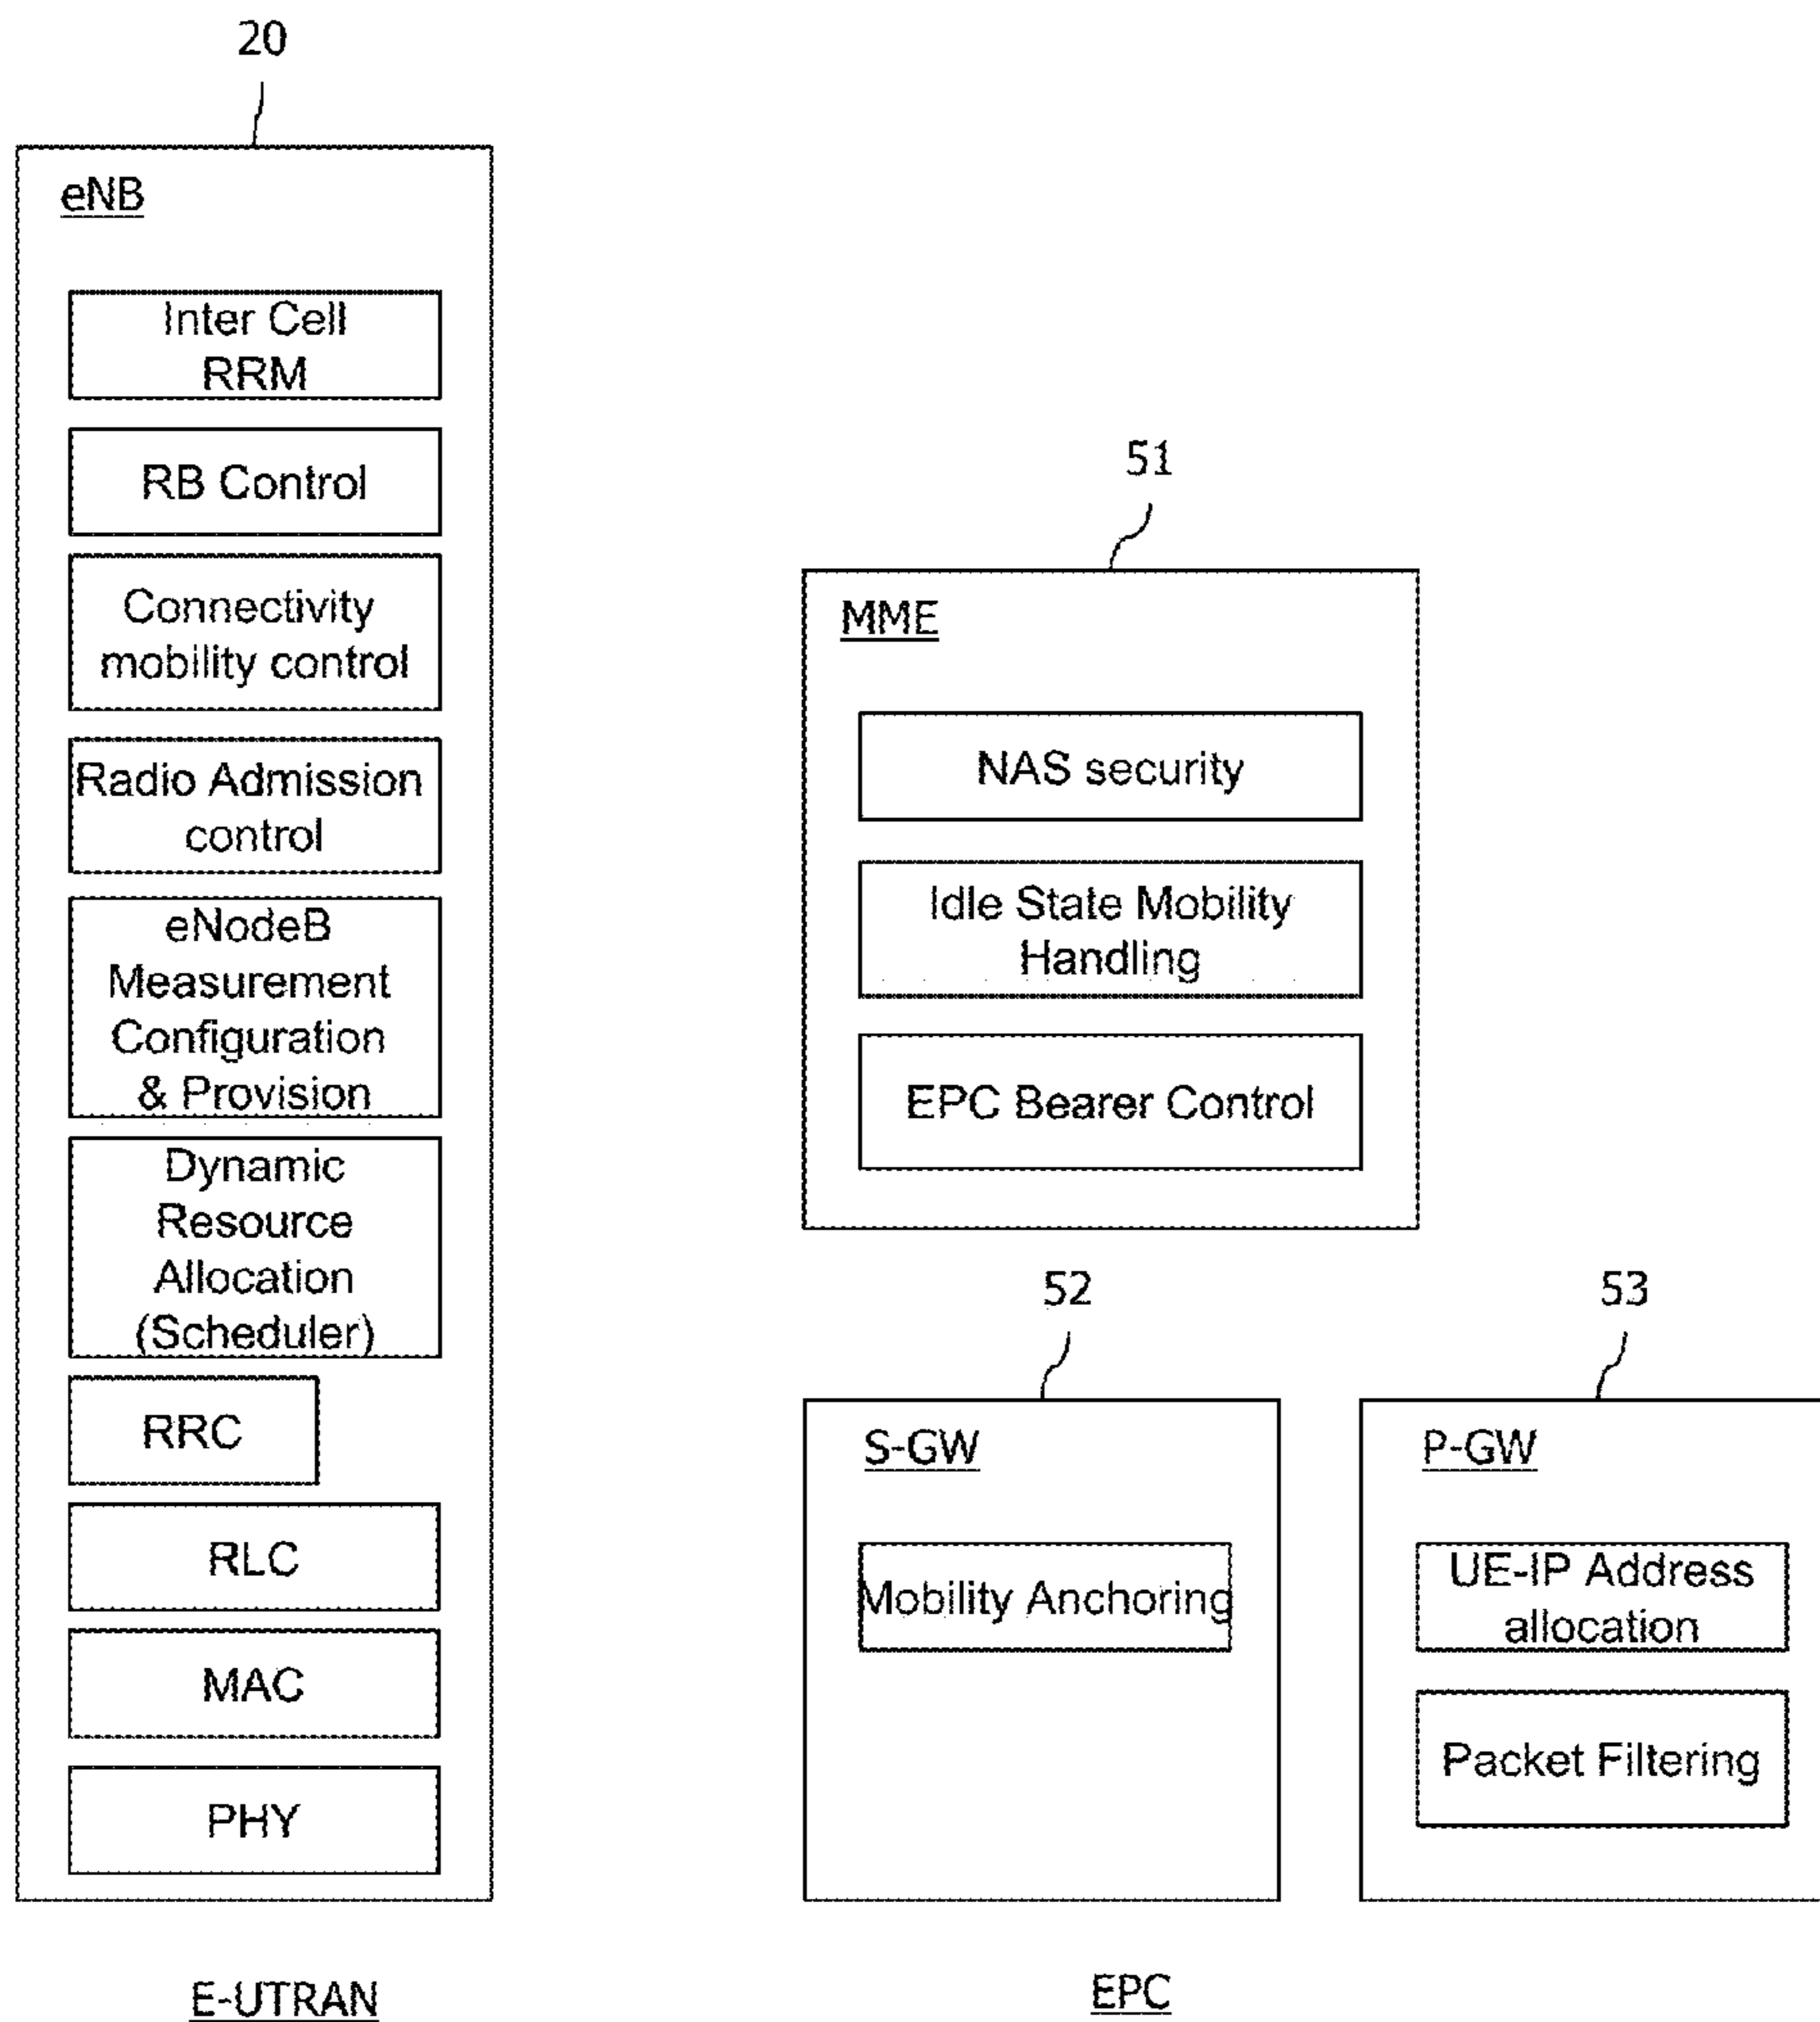 20
eNB
Inter Cell
RRM
RB Control
Connectivity
mobility control
Radio Admission
control
eNodeB
Measurement
Configuration
& Provision
Dynamic
Resource
Allocation
(Scheduler)
RRC
RLC
MAC
PHY
E-UTRAN
51
MME
NAS security
Idle State Mobility
Handling
EPC Bearer Control
52
S-GW
Mobility Anchoring
53
P-GW
UE-IP Address
allocation
Packet Filtering
EPC